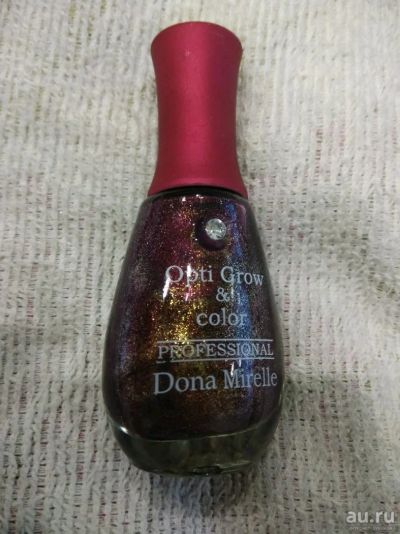 Opti Grow
&
color
PROFESSIONAL
Dona Mirelle
au.ru